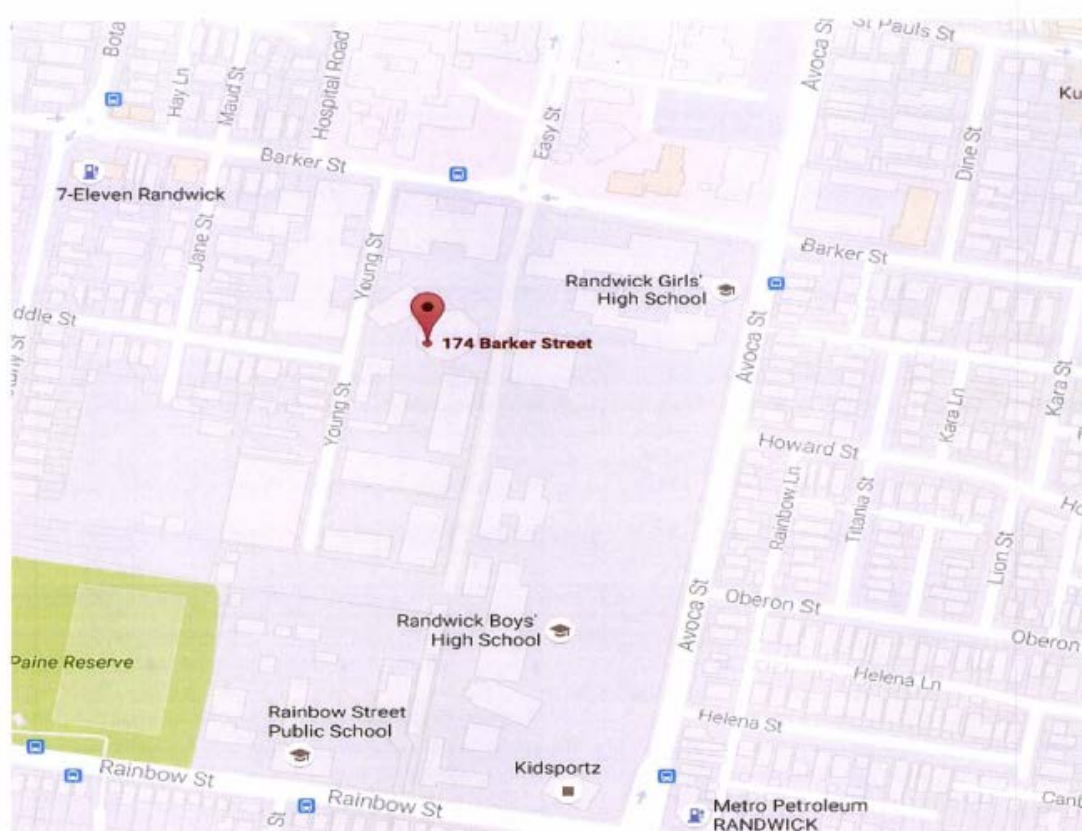 St Pauls St
Avoca St
Bota
Hay Ln
Maud St
Hospital Road
Easy St
Dine St
Ku
Barker St
7-Eleven Randwick
Jane St
Young St
Barker St
Randwick Girls'
High School
ddle St
174 Barker Street
Avoca St
Kara St
Kara Ln
Young St
Howard St
Rainbow Ln
Titania St
Ho
Lion St
Oberon St
Oberon
Randwick Boys'
High School
Avoca St
Paine Reserve
Helena Ln
Rainbow Street
Public School
Helena St
Rainbow St
Kidsportz
Rainbow St
St
Metro Petroleum
RANDWICK